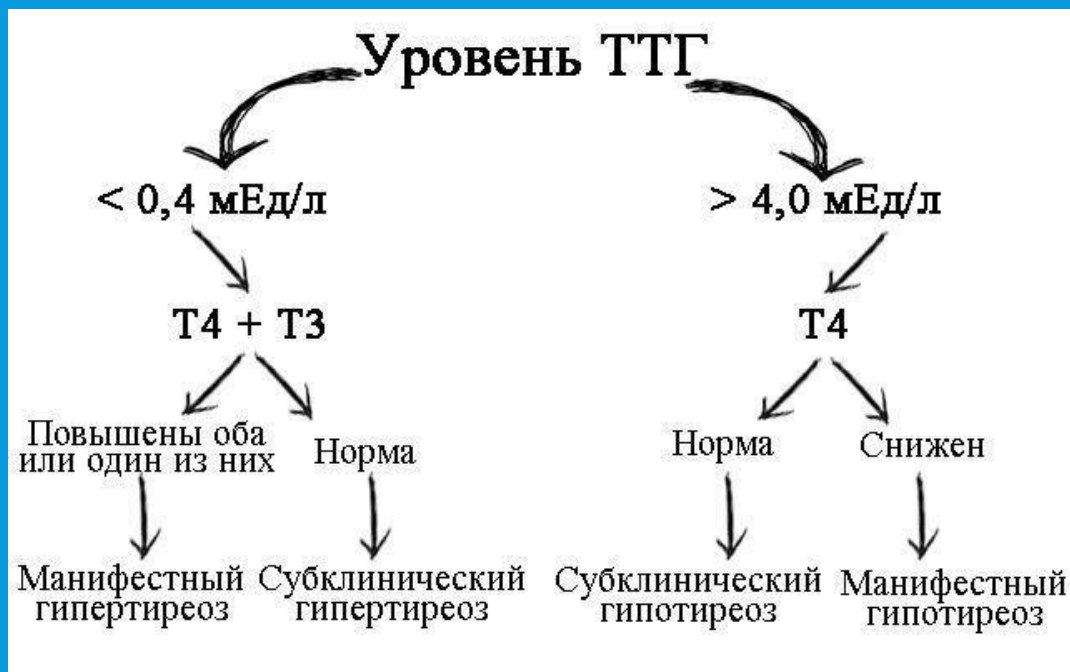 Уровень ТТГ
< 0,4 мЕд/л
> 4,0 мЕд/л
Т4 + Т3
Т4
Повышены оба
или один из них
Норма
Норма
Снижен
Манифестный
гипертиреоз
Субклинический
гипертиреоз
Субклинический
гипотиреоз
Манифестный
гипотиреоз